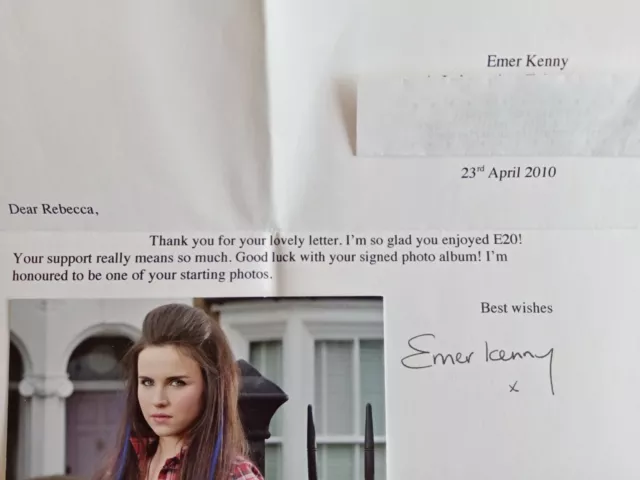 Emer Kenny
23rd April 2010
Dear Rebecca,
Thank you for your lovely letter. I'm so glad you enjoyed E20!
Your support really means so much. Good luck with your signed photo album! I'm
honoured to be one of your starting photos.
Best wishes
Emer Kenny
x